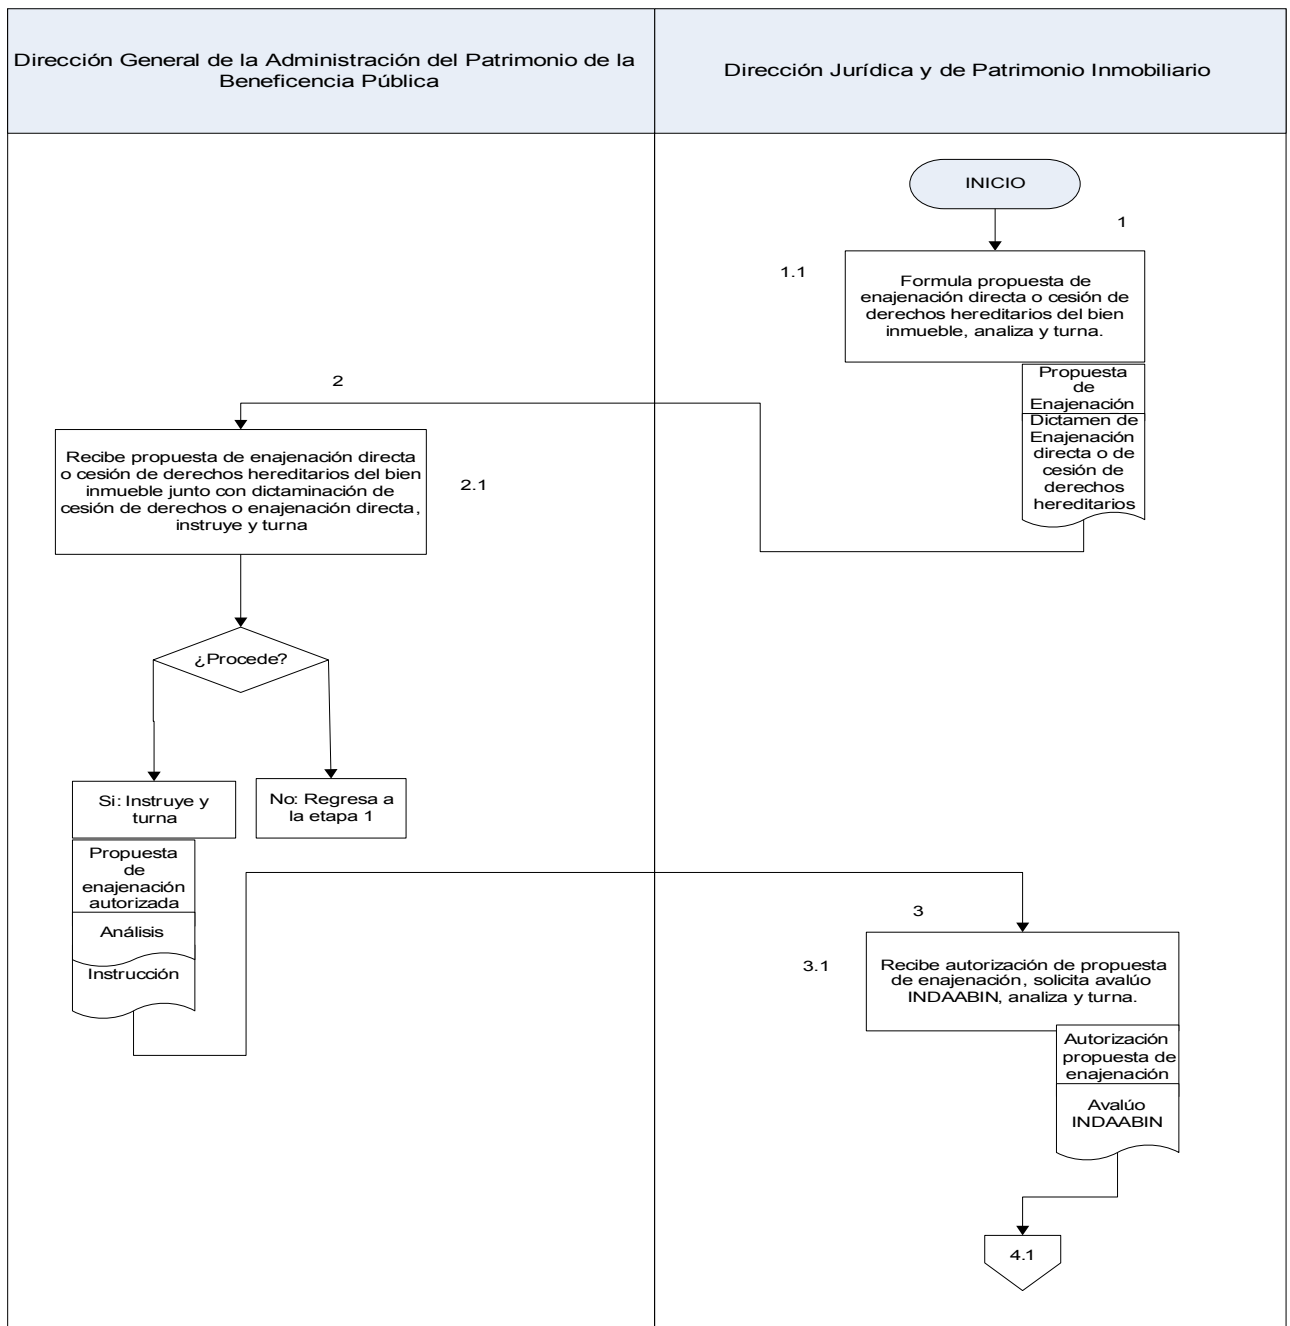 Dirección General de la Administración del Patrimonio de la
Beneficencia Pública
Dirección Jurídica y de Patrimonio Inmobiliario
INICIO
1
1.1
Formula propuesta de
enajenación directa o cesión de
derechos hereditarios del bien
inmueble, analiza y turna.
Propuesta
de
Enajenación
Dictamen de
Enajenación
directa o de
cesión de
derechos
hereditarios
2
Recibe propuesta de enajenación directa
o cesión de derechos hereditarios del bien
inmueble junto con dictaminación de
cesión de derechos o enajenación directa,
instruye y turna
2.1
¿Procede?
Si: Instruye y
turna
No: Regresa a
la etapa 1
Propuesta
de
enajenación
autorizada
Análisis
Instrucción
3
3.1
Recibe autorización de propuesta
de enajenación, solicita avalúo
INDAABIN, analiza y turna.
Autorización
propuesta de
enajenación
Avalúo
INDAABIN
4.1